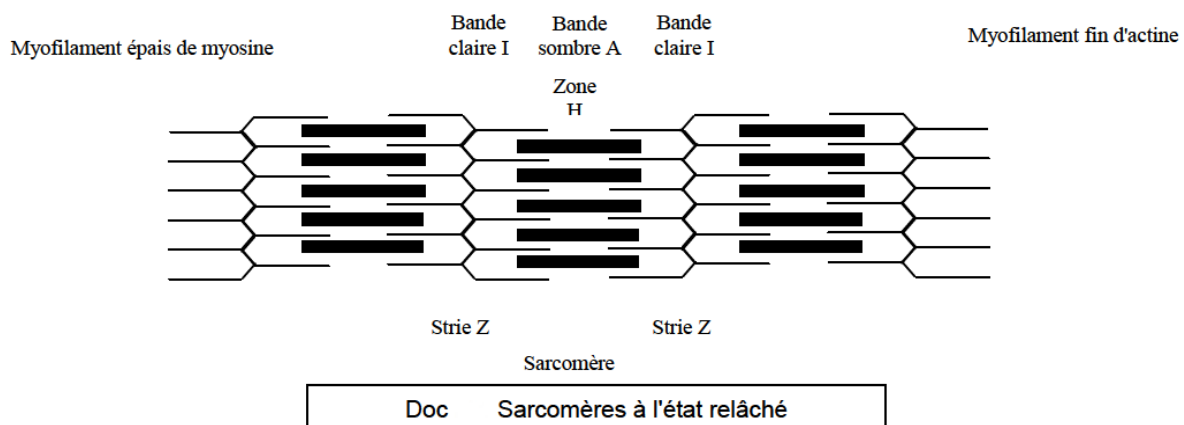 Myofilament épais de myosine
Bande claire I
Bande sombre A
Bande claire I
Myofilament fin d'actine
Zone H
Strie Z
Strie Z
Sarcomère
Doc Sarcomères à l'état relâché